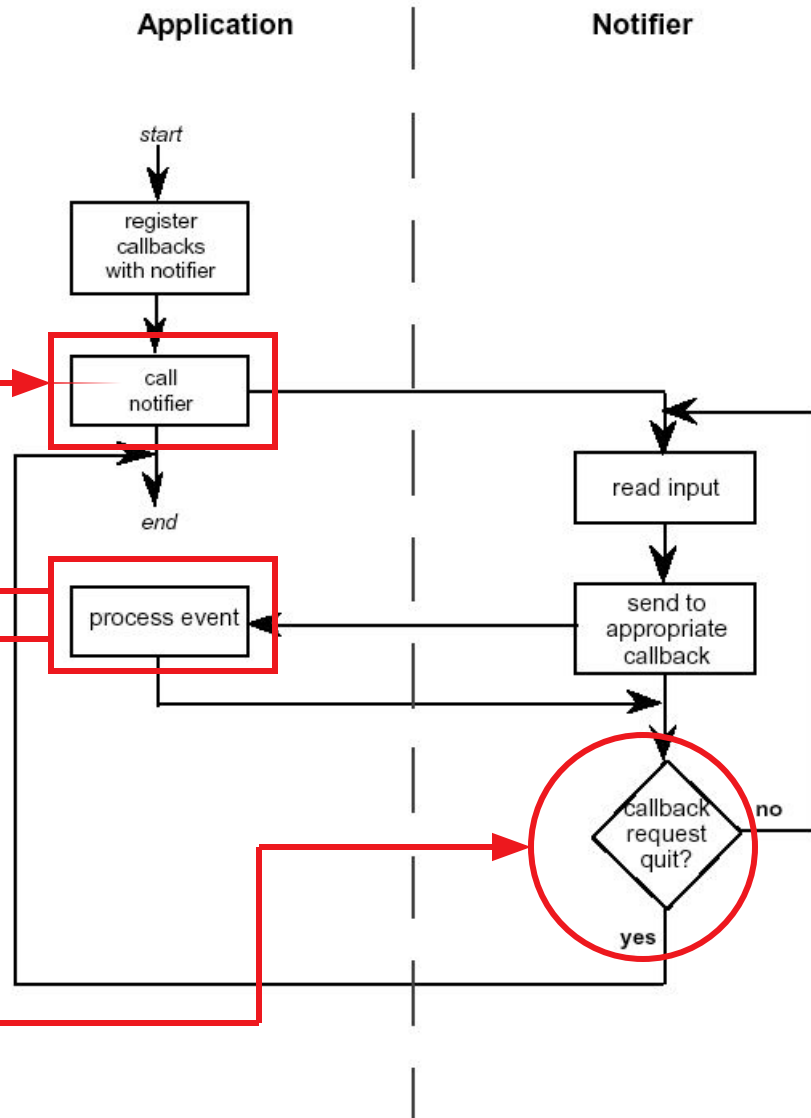 Application
Notifier
start
register
callbacks
with notifier
call
notifier
read input
end
process event
send to
appropriate
callback
callback
request
quit?
no
yes